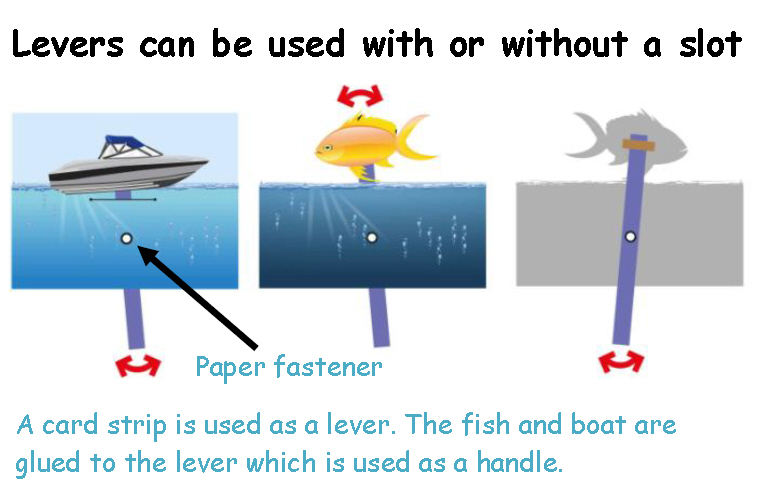 Levers can be used with or without a slot
Paper fastener
A card strip is used as a lever. The fish and boat are
glued to the lever which is used as a handle.